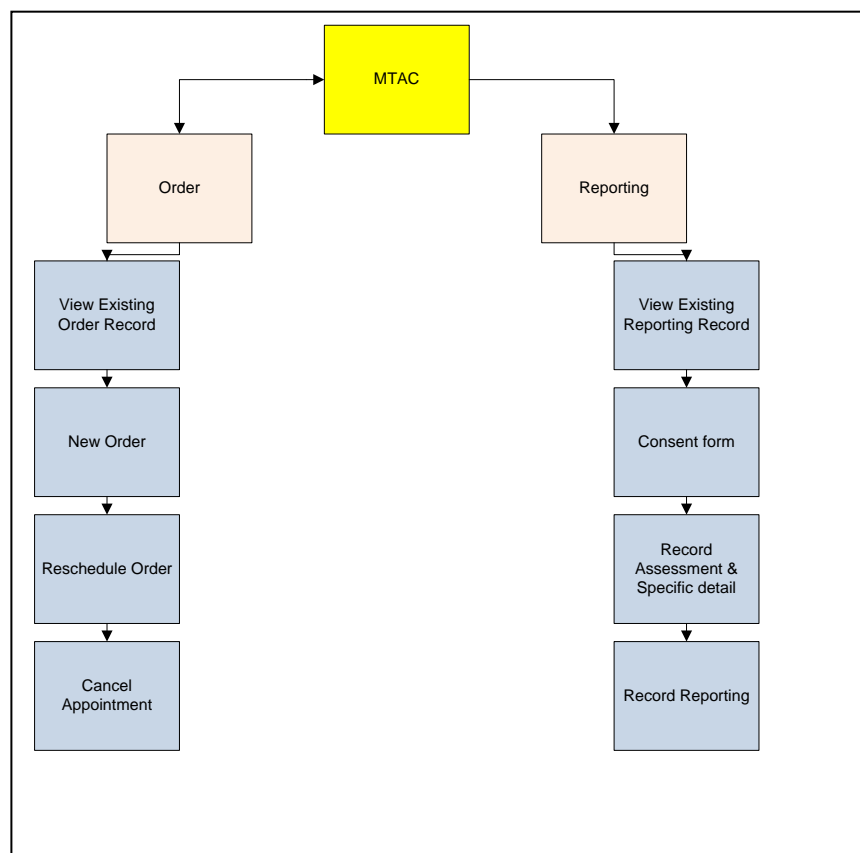 MTAC
Order
Reporting
View Existing
Order Record
View Existing
Reporting Record
New Order
Consent form
Reschedule Order
Record
Assessment &
Specific detail
Cancel
Appointment
Record Reporting